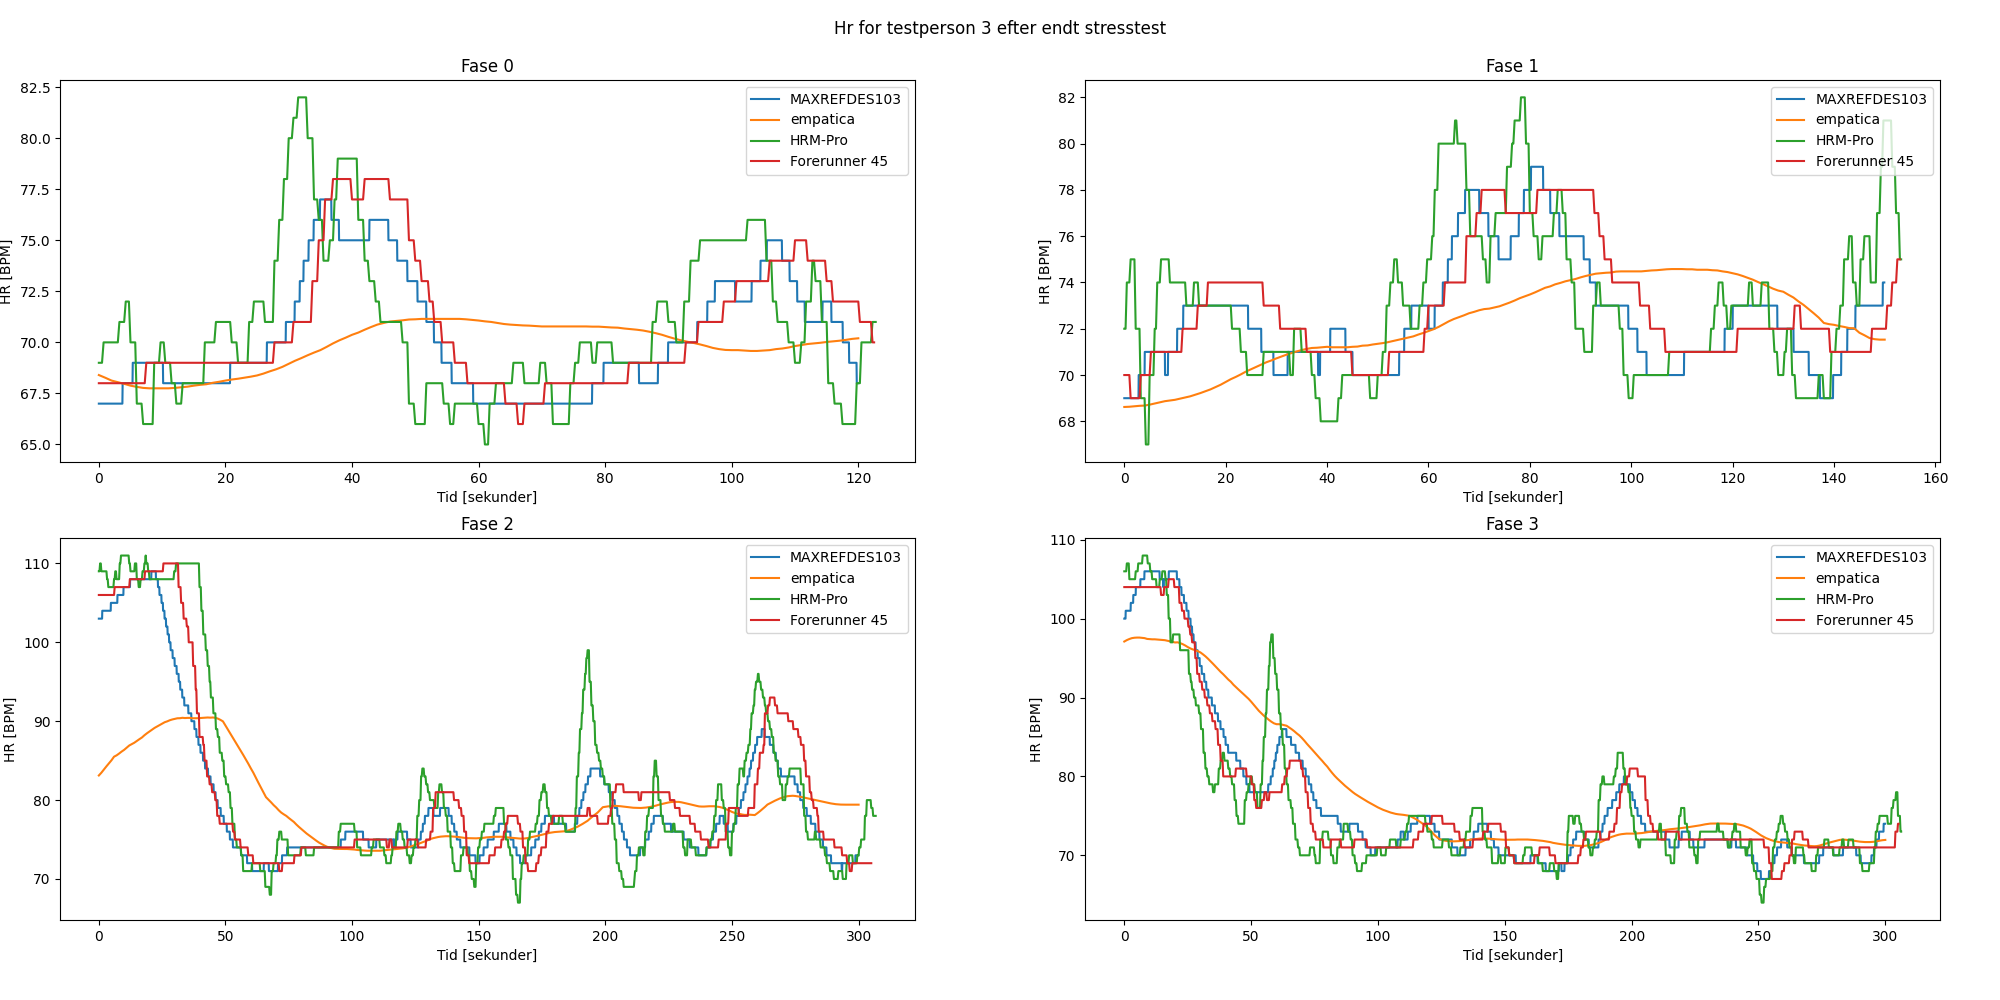 Hr for testperson 3 efter endt stresstest
Fase 0
82.5
80.0
77.5
75.0
72.5
70.0
67.5
65.0
HR [BPM]
MAXREFDES103
empatica
HRM-Pro
Forerunner 45
0 20 40 60 80 100 120
Tid [sekunder]
Fase 1
82
80
78
76
74
72
70
68
HR [BPM]
MAXREFDES103
empatica
HRM-Pro
Forerunner 45
0 20 40 60 80 100 120 140 160
Tid [sekunder]
Fase 2
110
100
90
80
70
HR [BPM]
MAXREFDES103
empatica
HRM-Pro
Forerunner 45
0 50 100 150 200 250 300
Tid [sekunder]
Fase 3
110
100
90
80
70
HR [BPM]
MAXREFDES103
empatica
HRM-Pro
Forerunner 45
0 50 100 150 200 250 300
Tid [sekunder]